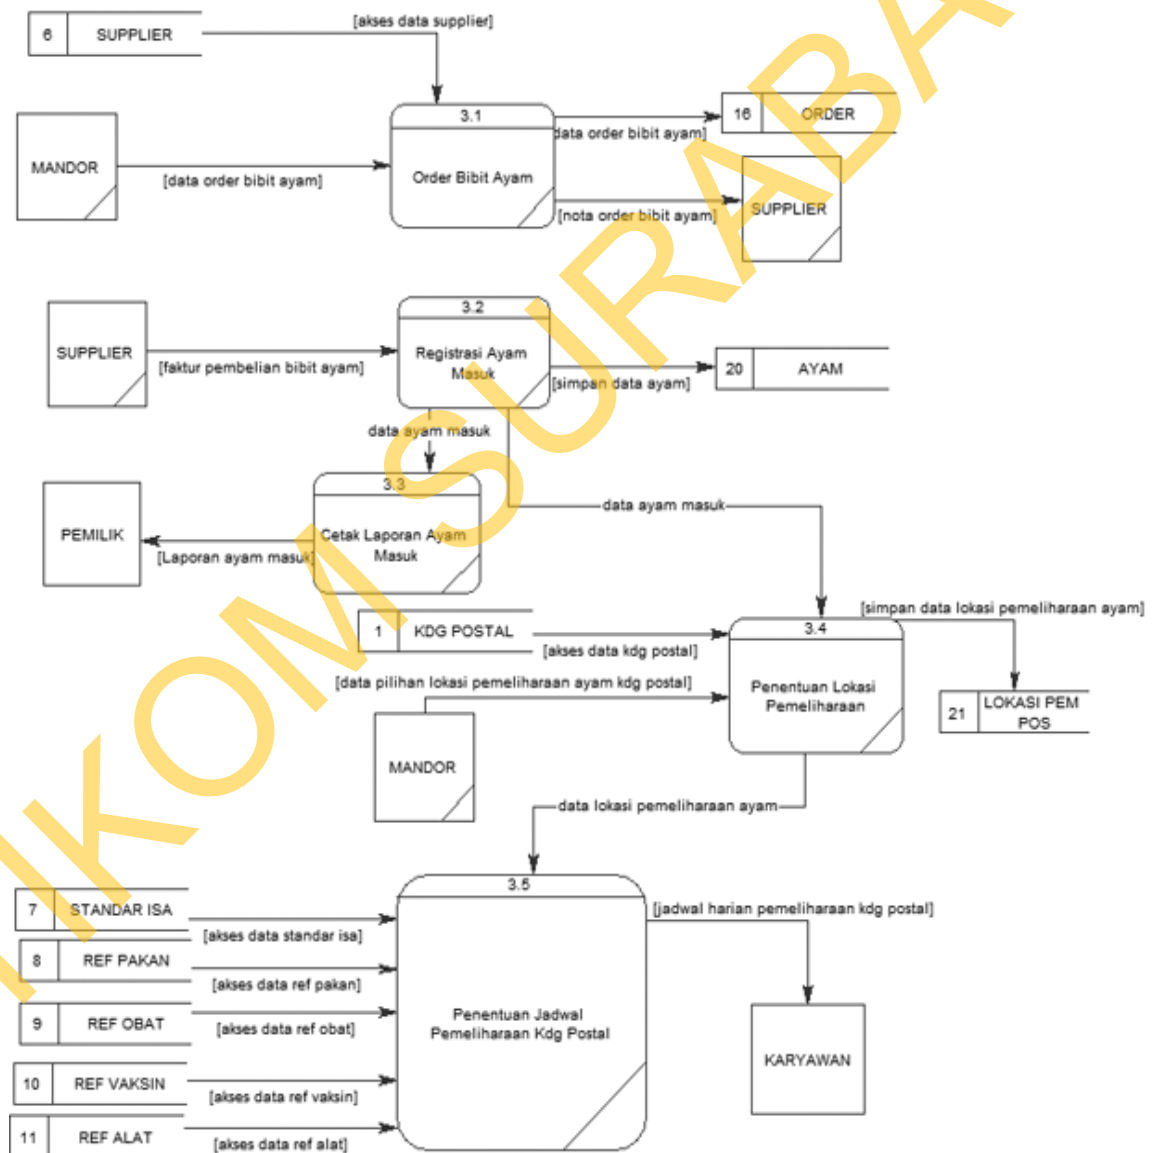 [akses data supplier]
6 SUPPLIER
3.1
16 ORDER
data order bibit ayam]
MANDOR
[data order bibit ayam]
Order Bibit Ayam
SUPPLIER
[nota order bibit ayam]
3.2
SUPPLIER
[faktur pembelian bibit ayam]
Registrasi Ayam
Masuk
[simpan data ayam]
20 AYAM
data ayam masuk
3.3
PEMILIK
[Laporan ayam masuk]
Cetak Laporan Ayam
Masuk
data ayam masuk
[simpan data lokasi pemeliharaan ayam]
1 KDG POSTAL
[akses data kdg postal]
3.4
[data pilihan lokasi pemeliharaan ayam kdg postal]
Penentuan Lokasi
Pemeliharaan
21 LOKASI PEM
POS
MANDOR
data lokasi pemeliharaan ayam
3.5
7 STANDAR ISA
[akses data standar isa]
[jadwal harian pemeliharaan kdg postal]
8 REF PAKAN
[akses data ref pakan]
9 REF OBAT
[akses data ref obat]
Penentuan Jadwal
Pemeliharaan Kdg Postal
KARYAWAN
10 REF VAKSIN
[akses data ref vaksin]
11 REF ALAT
[akses data ref alat]
IKOM SURABA